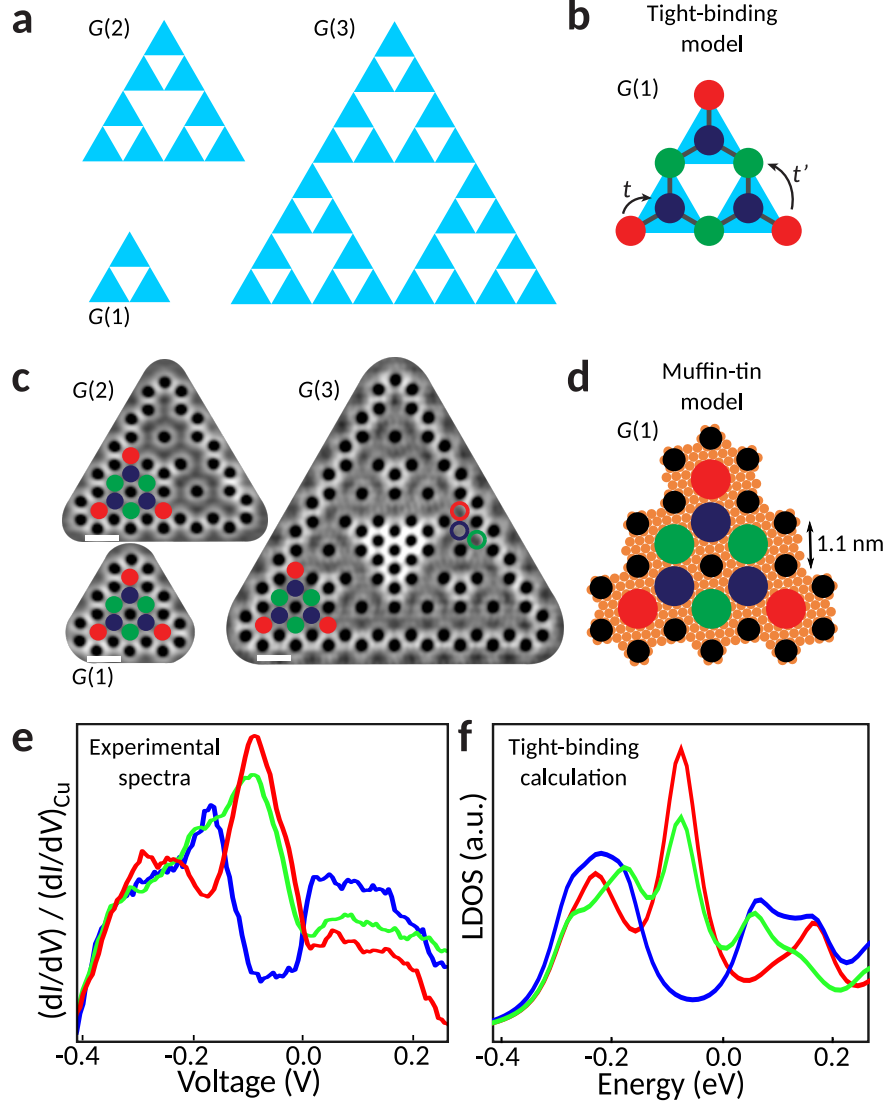 a
G(2)
G(3)
G(1)
b
Tight-binding
model
G(1)
t
t'
c
G(2)
G(3)
G(1)
d
Muffin-tin
model
G(1)
1.1 nm
e
Experimental
spectra
(dI/dV) / (dI/dV)Cu
-0.4
-0.2
0.0
0.2
Voltage (V)
f
Tight-binding
calculation
LDOS (a.u.)
-0.4
-0.2
0.0
0.2
Energy (eV)